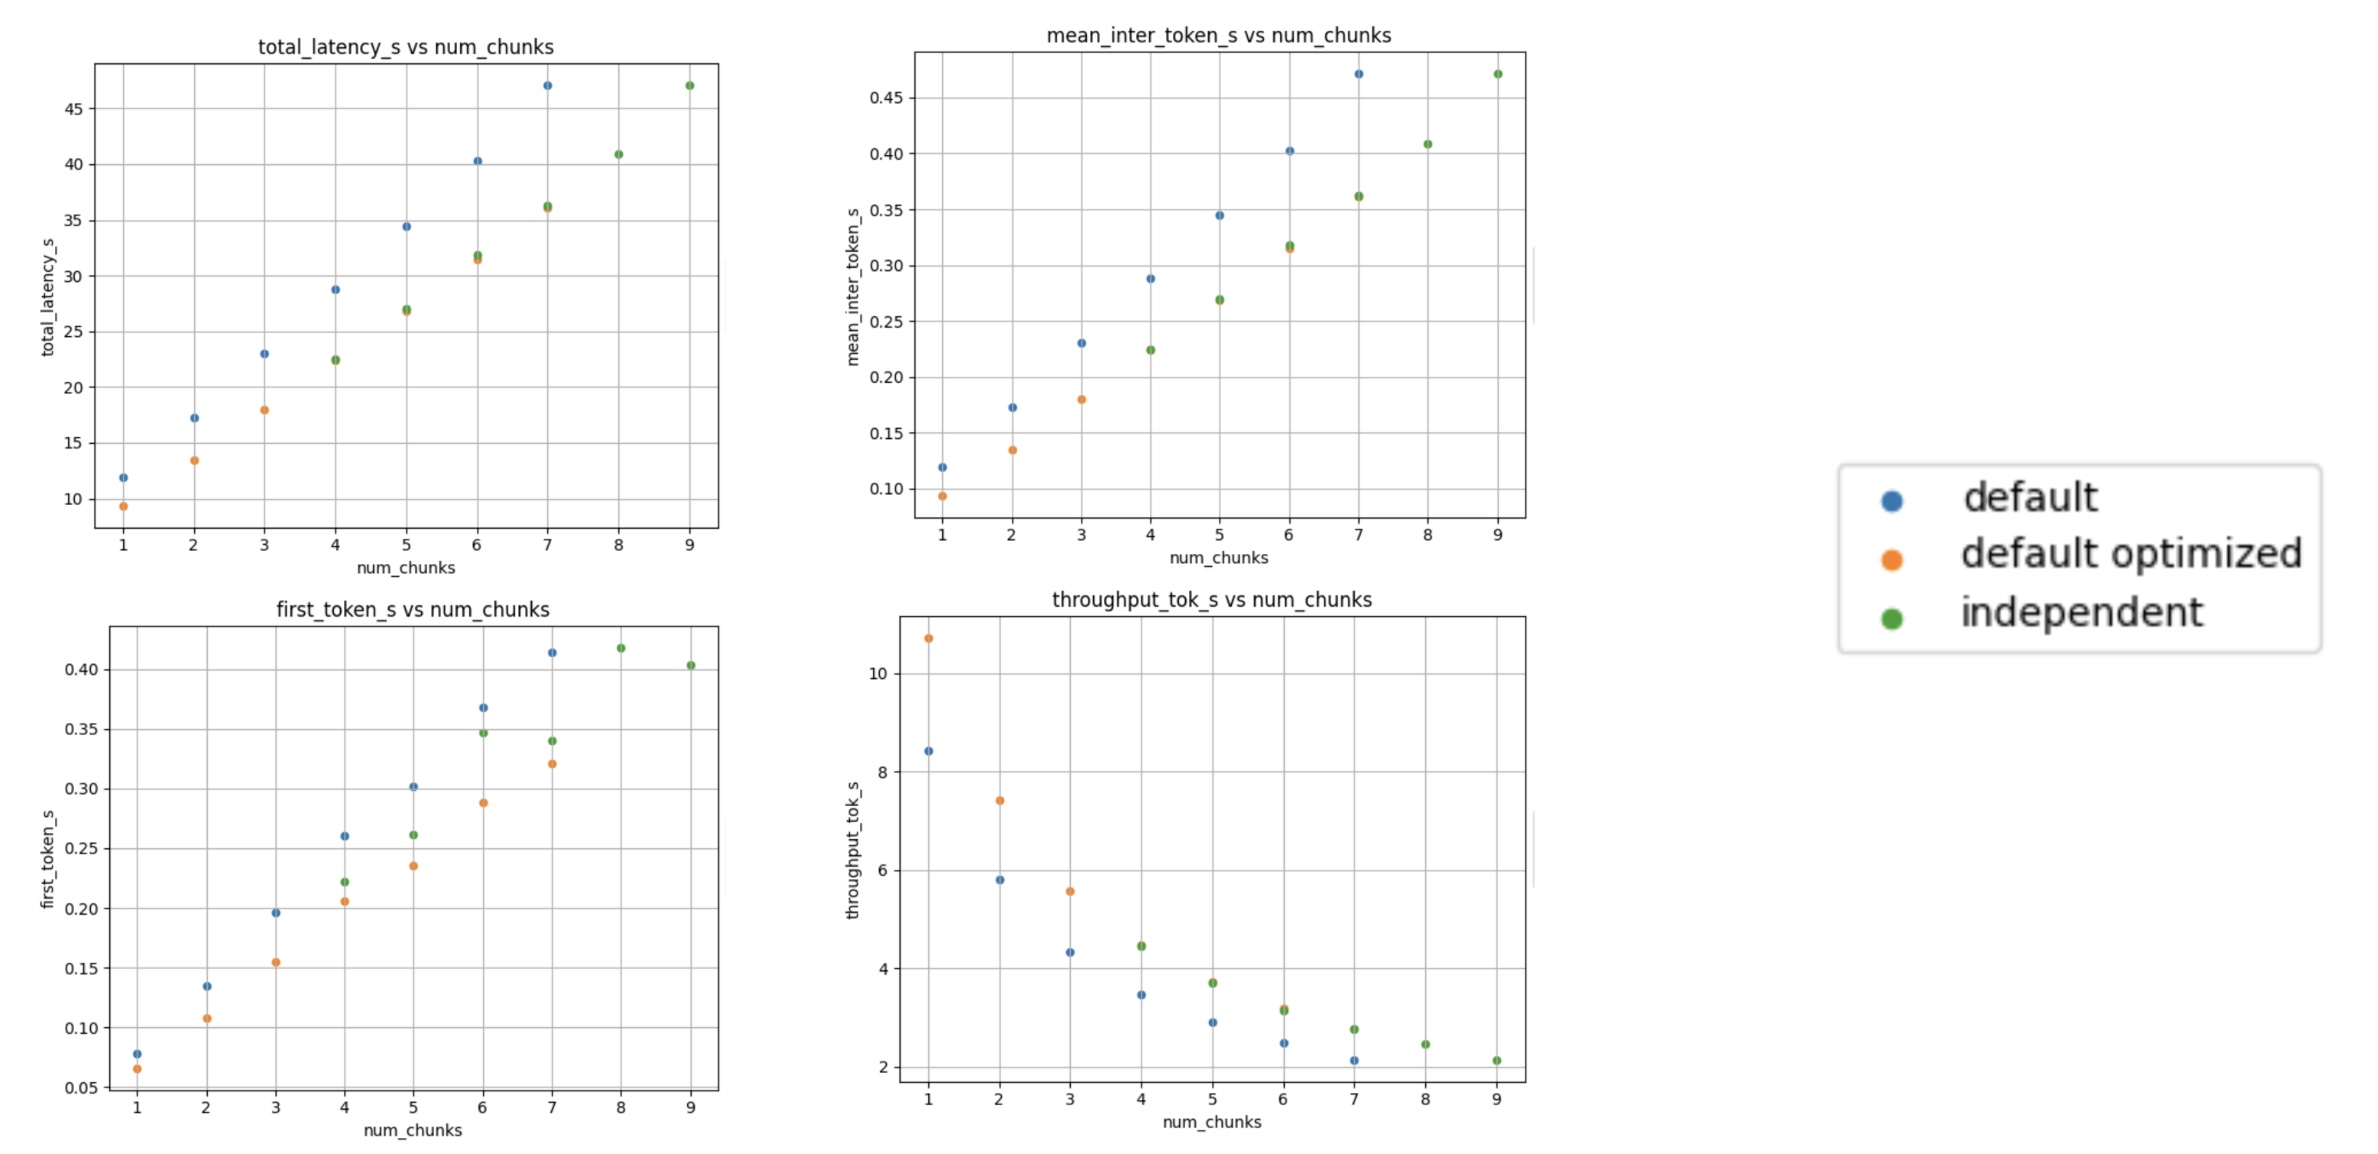 total_latency_s vs num_chunks
total_latency_s
45
40
35
30
25
20
15
10
1 2 3 4 5 6 7 8 9
num_chunks
mean_inter_token_s vs num_chunks
mean_inter_token_s
0.45
0.40
0.35
0.30
0.25
0.20
0.15
0.10
1 2 3 4 5 6 7 8 9
num_chunks
first_token_s vs num_chunks
first_token_s
0.40
0.35
0.30
0.25
0.20
0.15
0.10
0.05
1 2 3 4 5 6 7 8 9
num_chunks
throughput_tok_s vs num_chunks
throughput_tok_s
10
8
6
4
2
1 2 3 4 5 6 7 8 9
num_chunks
default
default optimized
independent